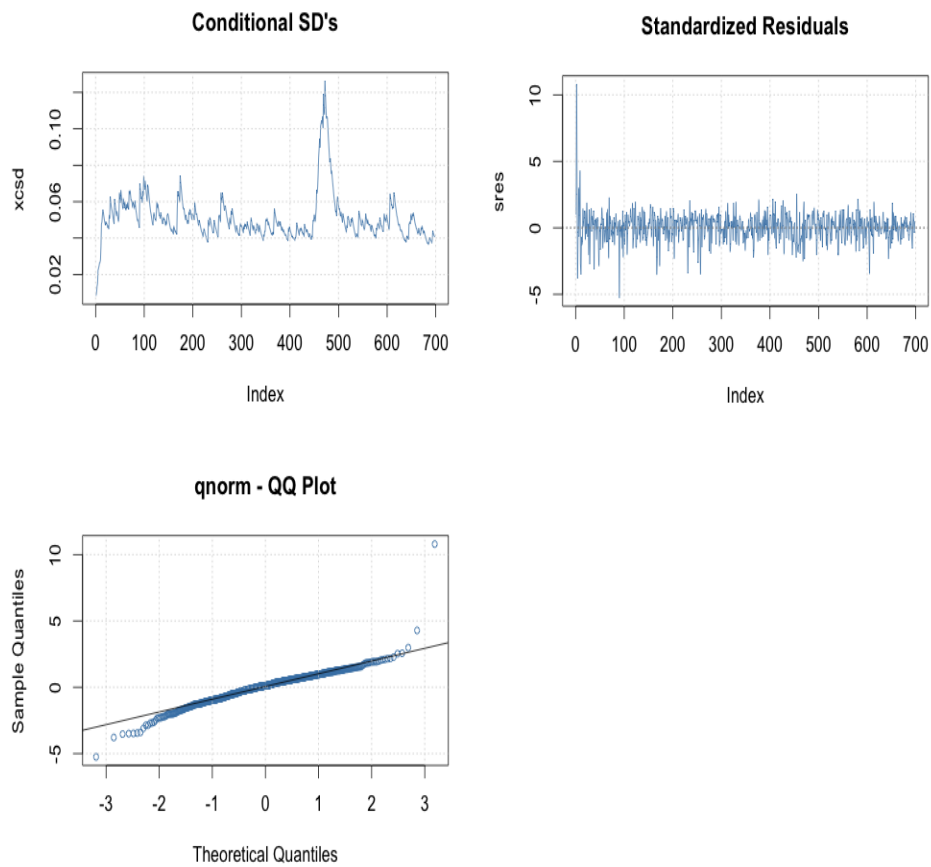 Conditional SD's
xcsd
0.02 0.06 0.10
0 100 200 300 400 500 600 700
Index
Standardized Residuals
sres
-5 0 5 10
0 100 200 300 400 500 600 700
Index
qnorm - QQ Plot
Sample Quantiles
-5 0 5 10
-3 -2 -1 0 1 2 3
Theoretical Quantiles